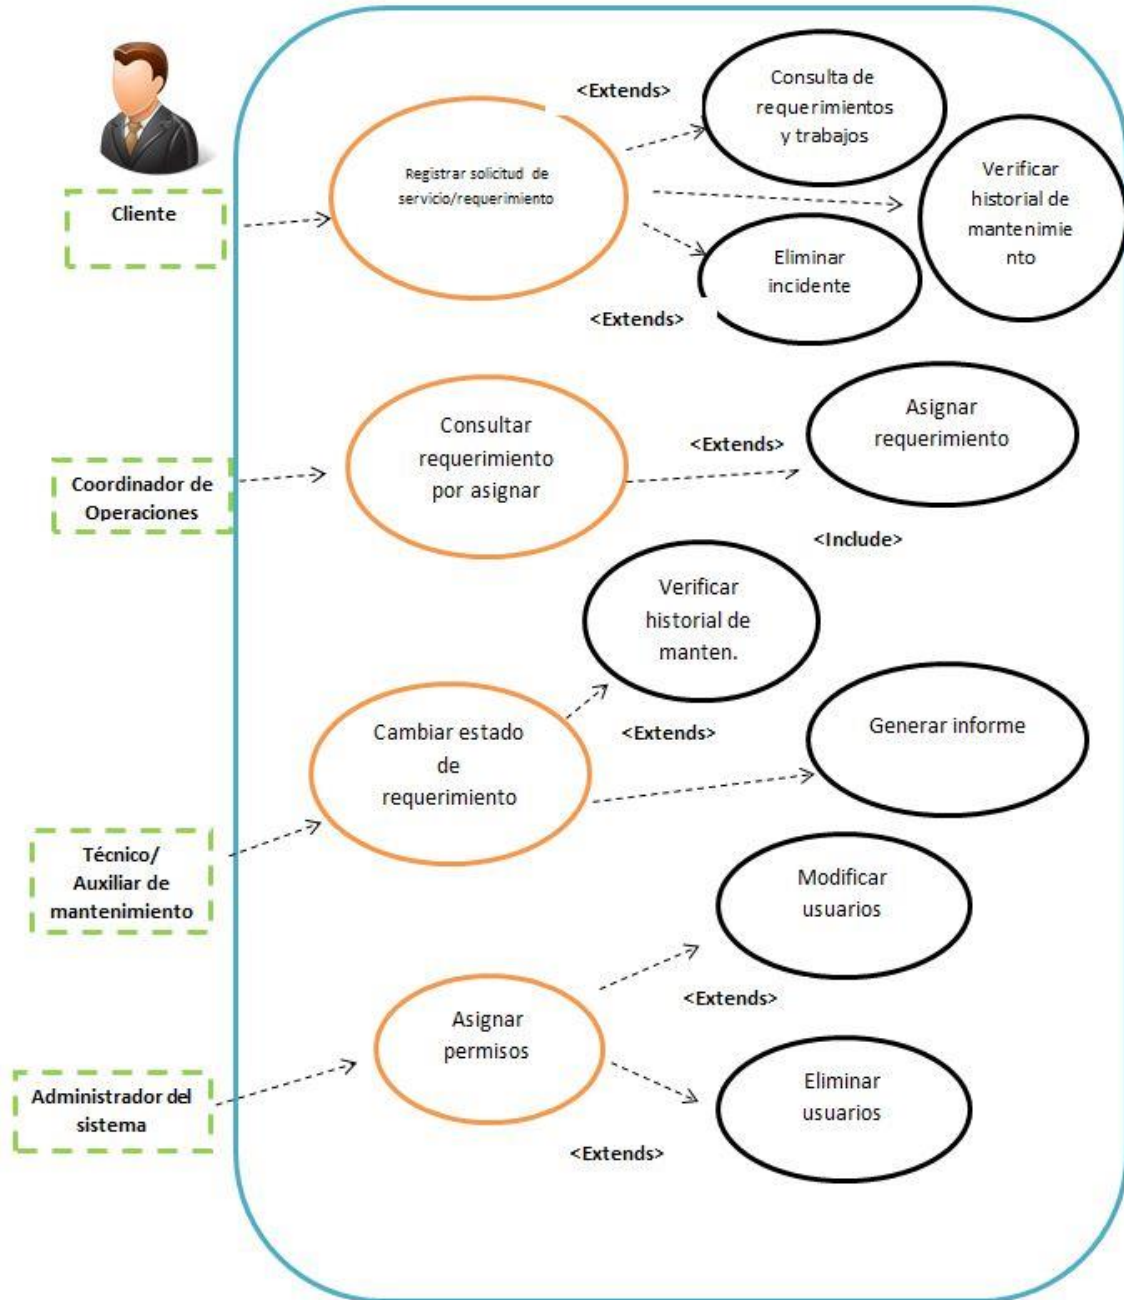 <Extends>
Consulta de
requerimientos
y trabajos
Registrar solicitud de
servicio/requerimiento
Verificar
historial de
mantenimie
nto
Cliente
Eliminar
incidente
<Extends>
Consultar
requerimiento
por asignar
<Extends>
Asignar
requerimiento
Coordinador de
Operaciones
<Include>
Verificar
historial de
manten.
Cambiar estado
de
requerimiento
<Extends>
Generar informe
Técnico/
Auxiliar de
mantenimiento
Modificar
usuarios
<Extends>
Asignar
permisos
Administrador del
sistema
Eliminar
usuarios
<Extends>